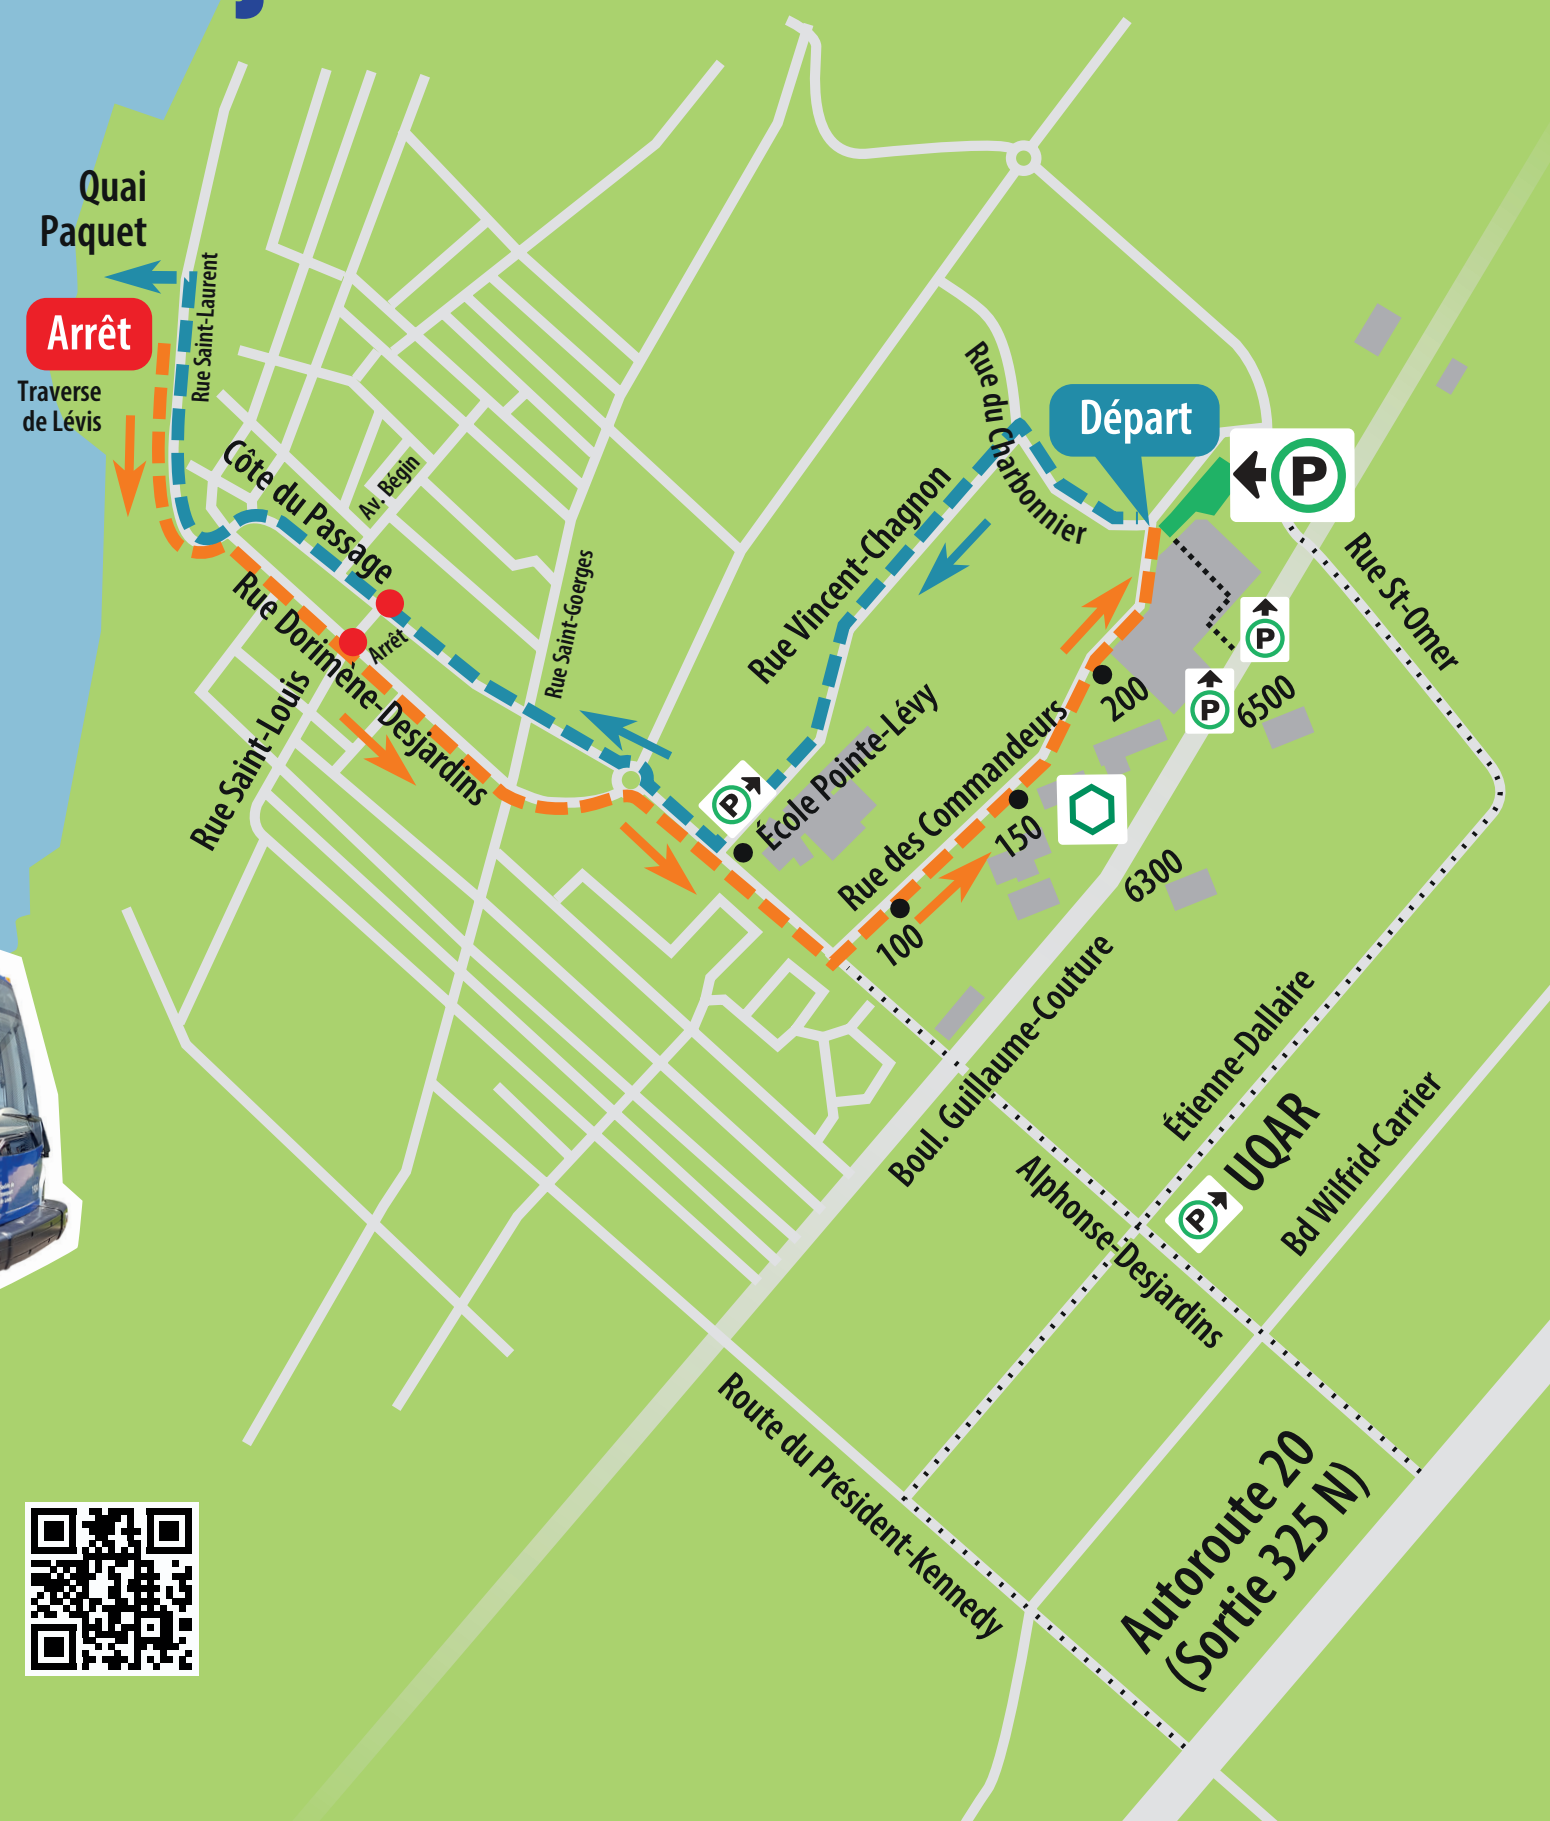 Quai
Paquet
Arrêt
Traverse
de Lévis
Rue Saint-Laurent
Côte du Passage
Av. Bégin
Rue Dorimène-Desjardins
Arrêt
Rue Saint-Louis
Rue Saint-Goerges
Rue du Charbonnier
Départ
P
Rue Vincent-Chagnon
Rue St-Omer
P
P
6500
200
P
École Pointe-Lévy
Rue des Commandeurs
150
100
6300
Boul. Guillaume-Couture
Étienne-Dallaire
P
UQAR
Alphonse-Desjardins
Bd Wilfrid-Carrier
Route du Président-Kennedy
Autoroute 20
(Sortie 325 N)